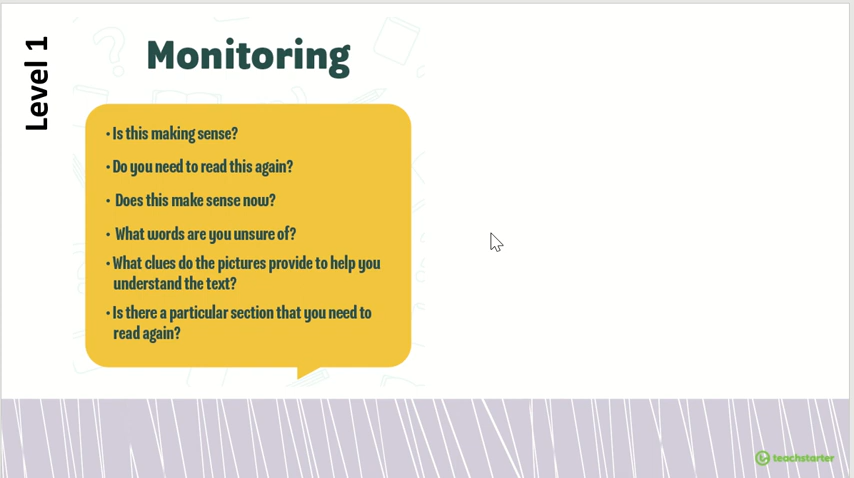 Level 1
Monitoring
• Is this making sense?
• Do you need to read this again?
• Does this make sense now?
• What words are you unsure of?
• What clues do the pictures provide to help you
understand the text?
• Is there a particular section that you need to
read again?
teachstarter